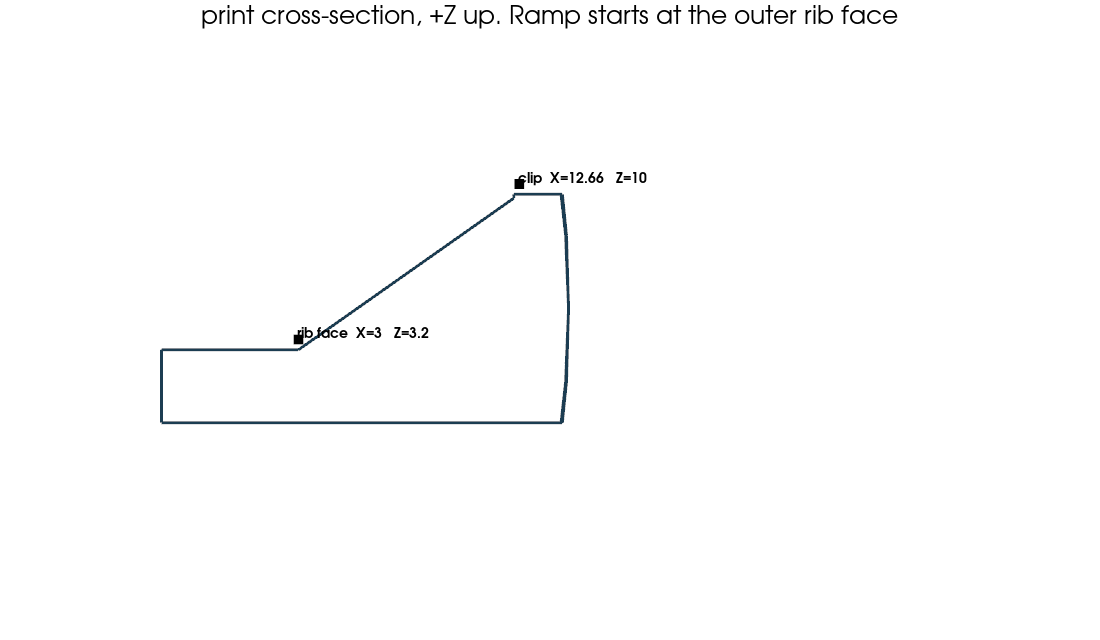 print cross-section, +Z up. Ramp starts at the outer rib face
clip X=12.66 Z=10
rib face X=3 Z=3.2